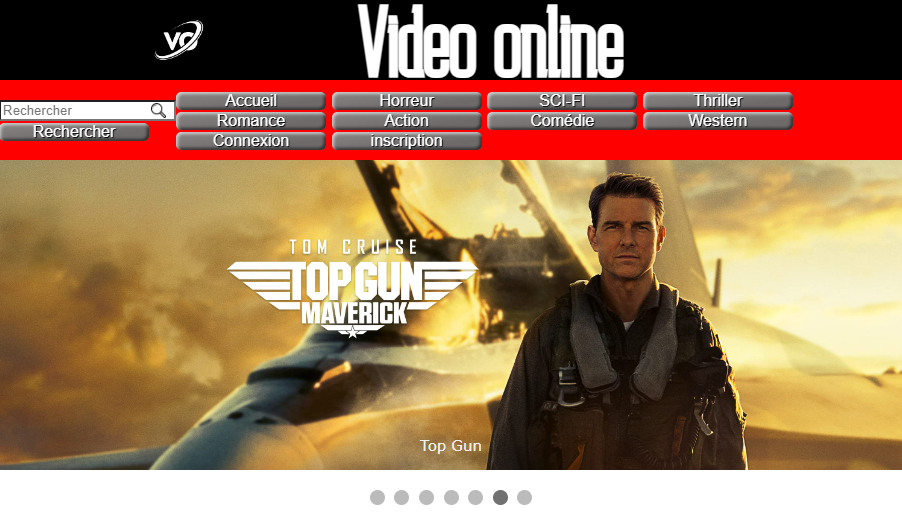 VO
Video online
Rechercher
Rechercher
Accueil
Horreur
SCI-FI
Thriller
Romance
Action
Comédie
Western
Connexion
inscription
TOM CRUISE
TOP GUN
MAVERICK
Top Gun